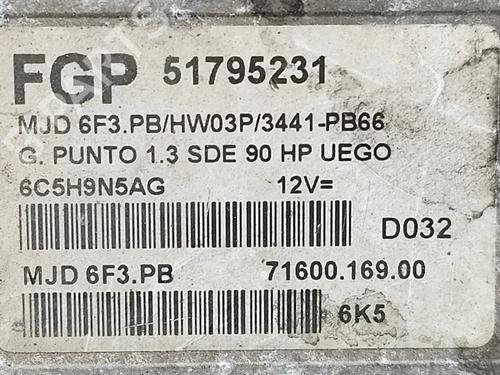 FGP 51795231
MJD 6F3.PB/HW03P/3441-PB66
G. PUNTO 1.3 SDE 90 HP UEGO
6C5H9N5AG 12V=
D032
MJD 6F3.PB 71600.169.00
6K5